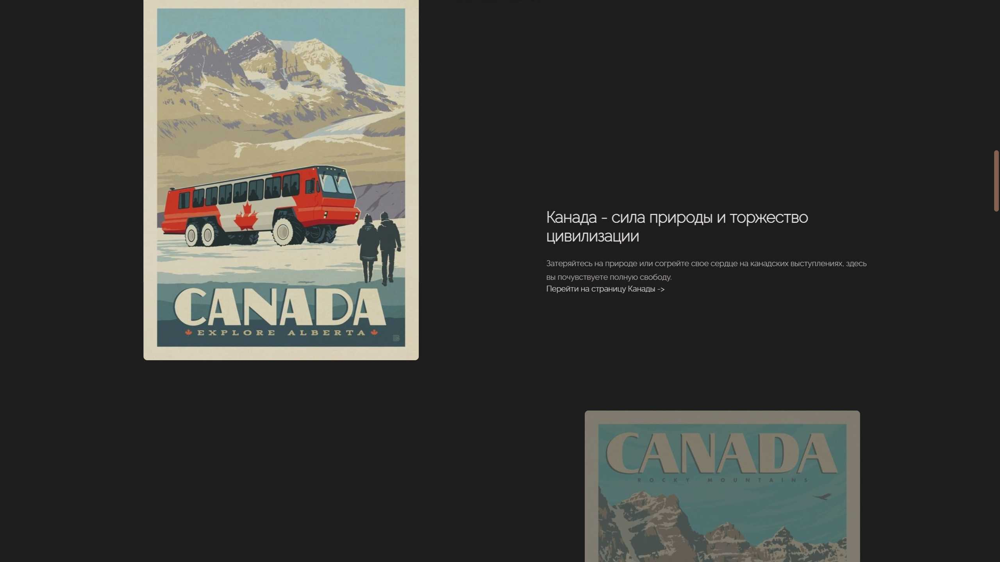 CANADA
EXPLORE ALBERTA
Канада - сила природы и торжество
цивилизации
Затеряйтесь на природе или согрейте свое сердце на канадских выступлениях, здесь
вы почувствуете полную свободу.
Перейти на страницу Канады ->
CANADA
ROCKY MOUNTAINS